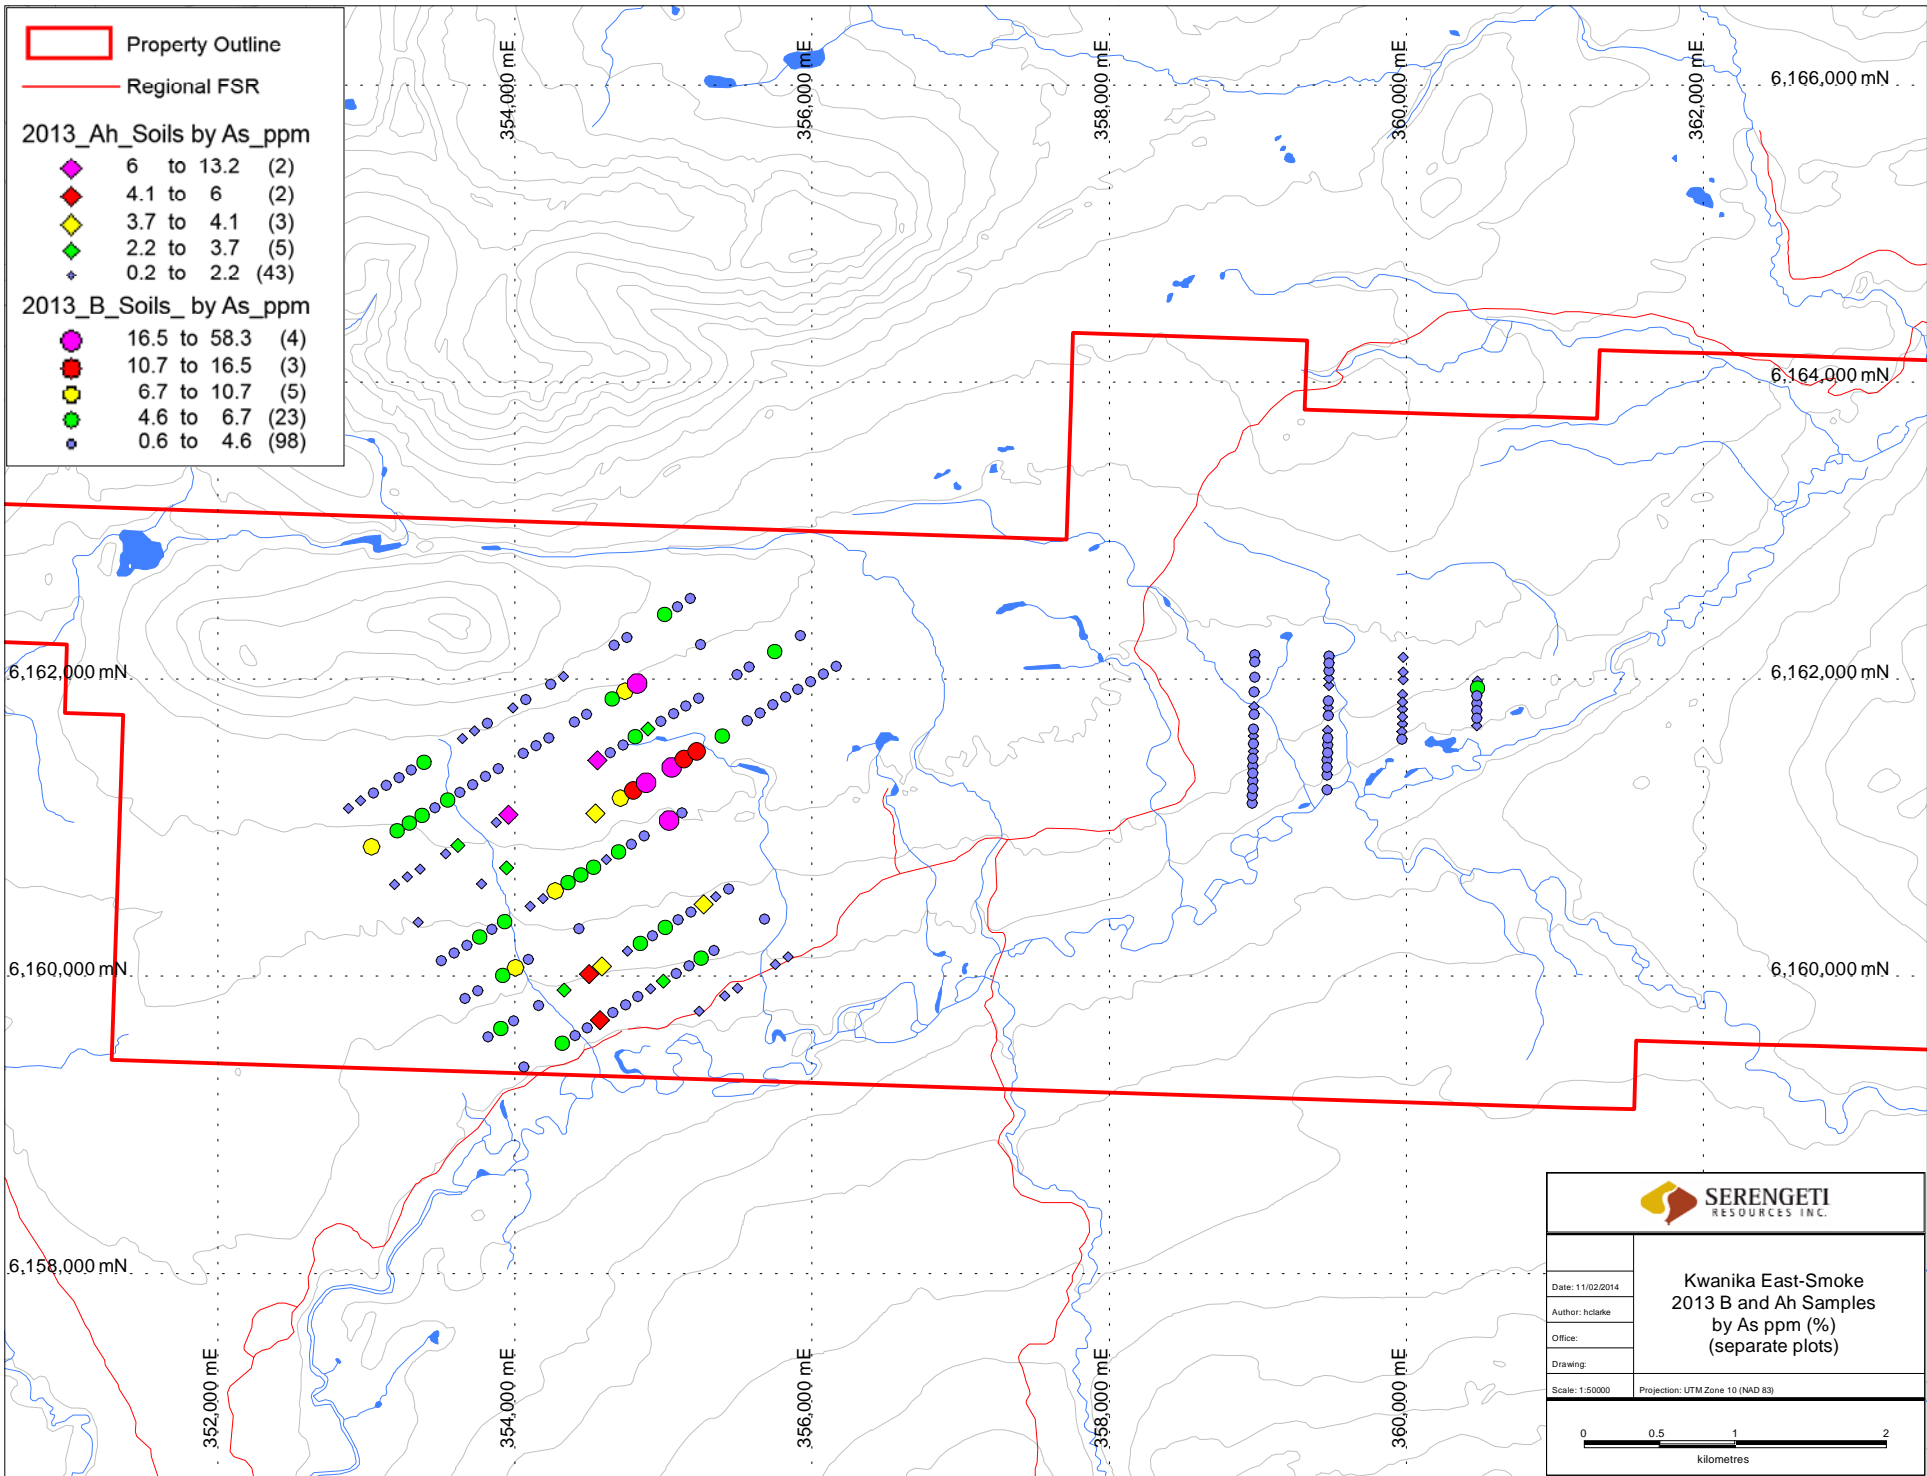 Property Outline
Regional FSR
2013_Ah_Soils by As_ppm
6 to 13.2 (2)
4.1 to 6 (2)
3.7 to 4.1 (3)
2.2 to 3.7 (5)
0.2 to 2.2 (43)
2013_B_Soils_ by As_ppm
16.5 to 58.3 (4)
10.7 to 16.5 (3)
6.7 to 10.7 (5)
4.6 to 6.7 (23)
0.6 to 4.6 (98)
354,000 mE
356,000 mE
358,000 mE
360,000 mE
362,000 mE
6,166,000 mN
6,164,000 mN
6,162,000 mN
6,162,000 mN
6,160,000 mN
6,160,000 mN
6,158,000 mN
352,000 mE
354,000 mE
356,000 mE
358,000 mE
360,000 mE
SERENGETI
RESOURCES INC.
Date: 11/02/2014
Author: hclarke
Office:
Drawing:
Scale: 1:50000
Kwanika East-Smoke
2013 B and Ah Samples
by As ppm (%)
(separate plots)
Projection: UTM Zone 10 (NAD 83)
0 0.5 1 2
kilometres